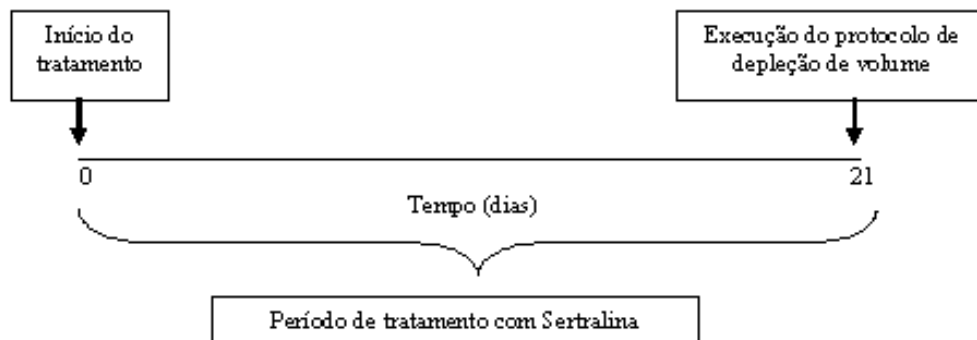 Início do
tratamento
Execução do protocolo de
depleção de volume
0
21
Tempo (dias)
Período de tratamento com Sertralina